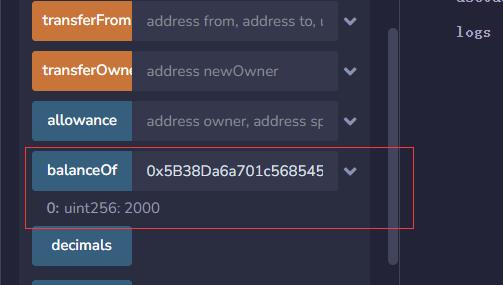 transferFrom address from, address to, u
logs
transferOwne address newOwner
allowance address owner, address sp
balanceOf 0x5B38Da6a701c568545
0: uint256: 2000
decimals